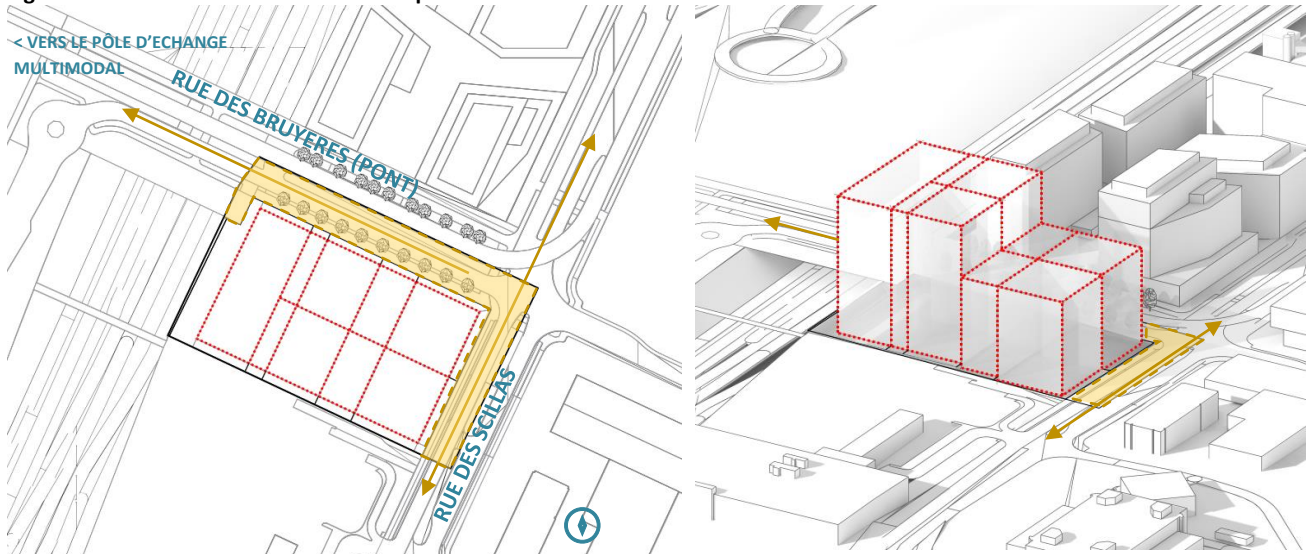 < VERS LE PÔLE D'ECHANGE
MULTIMODAL
RUE DES BRUYERES (PONT)
RUE DES SCILLAS